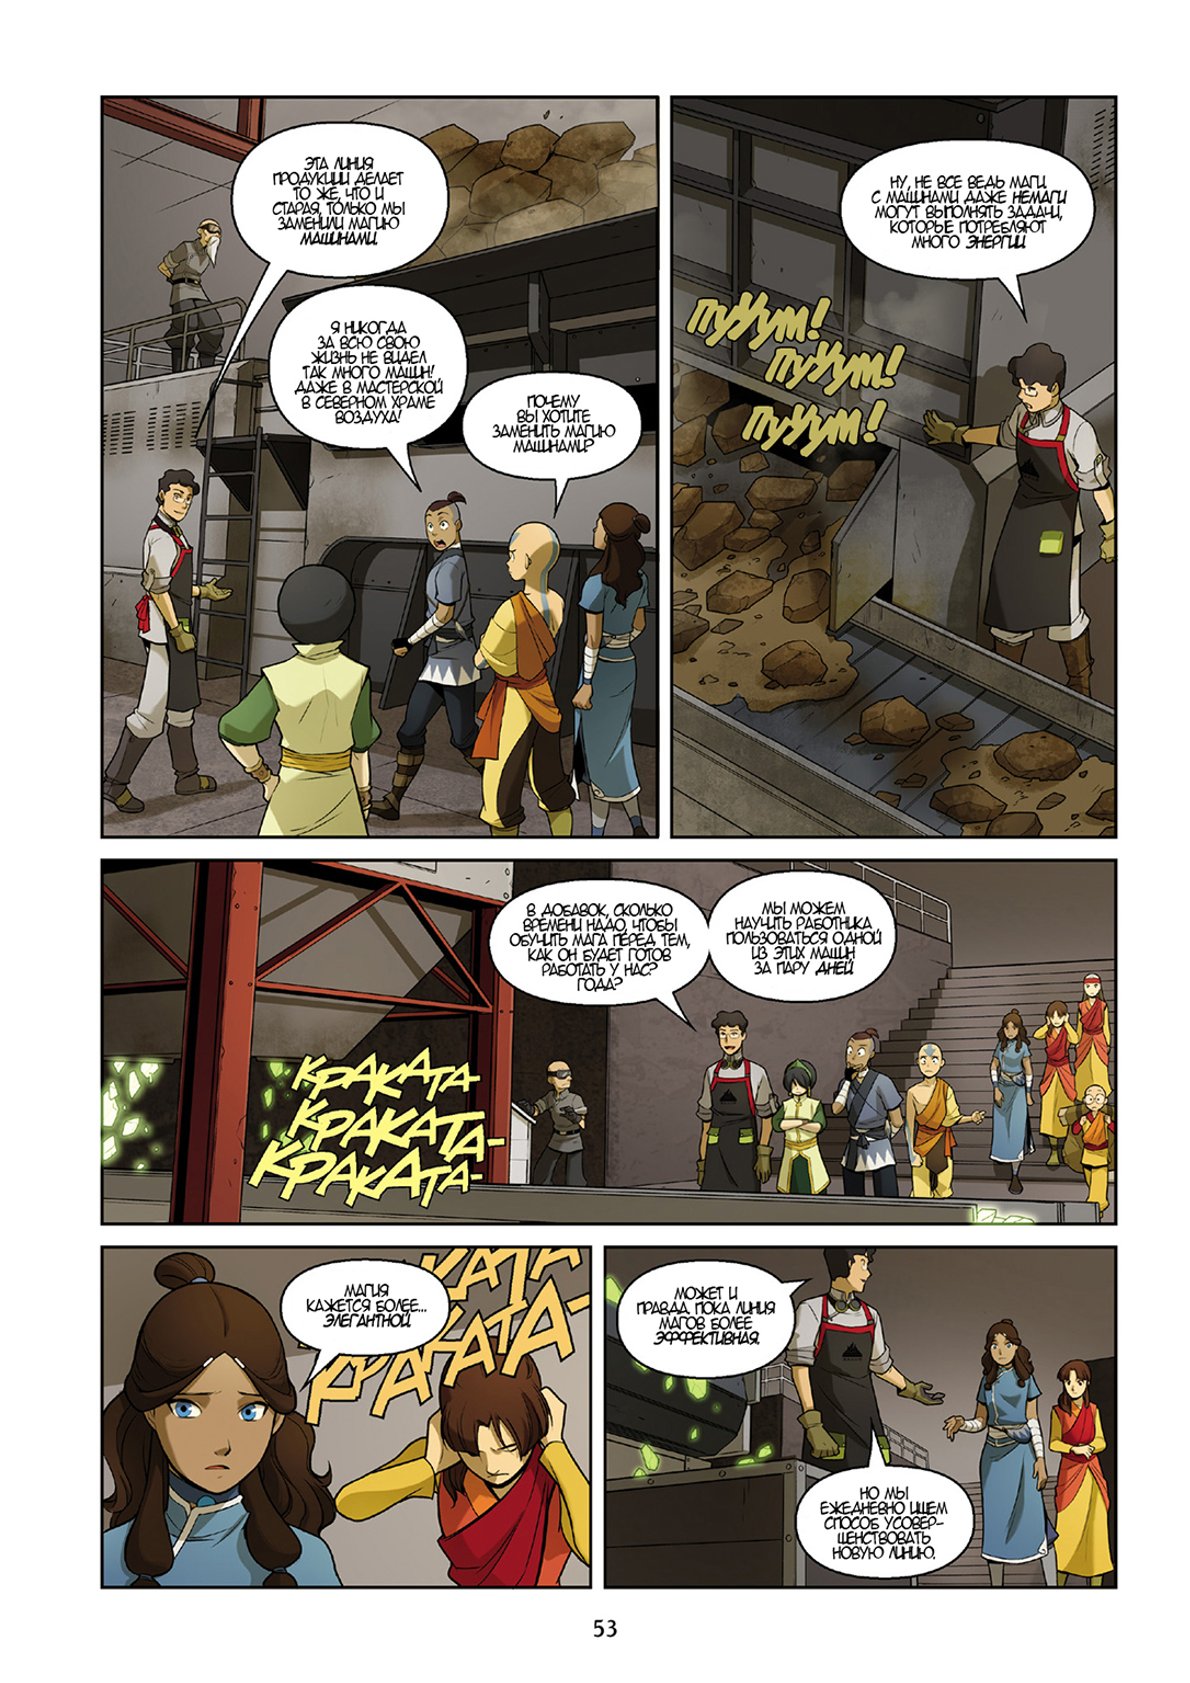 ЭТА ЛИНИЯ
ПРОДУКЦИИ ДЕЛАЕТ
ТО ЖЕ, ЧТО И
СТАРАЯ, ТОЛЬКО МЫ
ЗАМЕНИЛИ МАГИЮ
МАШИНАМИ.
Я НИКОГДА
ЗА ВСЮ СВОЮ
ЖИЗНЬ НЕ ВИДЕЛ
ТАК МНОГО МАШИН!
ДАЖЕ В МАСТЕРСКОЙ
В СЕВЕРНОМ ХРАМЕ
ВОЗДУХА!
ПОЧЕМУ
ВЫ ХОТИТЕ
ЗАМЕНИТЬ МАГИЮ
МАШИНАМИ?
НУ, НЕ ВСЕ ВЕДЬ МАГИ.
С МАШИНАМИ ДАЖЕ НЕМАГИ
МОГУТ ВЫПОЛНЯТЬ ЗАДАЧИ,
КОТОРЫЕ ПОТРЕБЛЯЮТ
МНОГО ЭНЕРГИИ.
ПУУУМ!
ПУУУМ!
ПУУУМ!
В ДОБАВОК, СКОЛЬКО
ВРЕМЕНИ НАДО, ЧТОБЫ
ОБУЧИТЬ МАГА ПЕРЕД ТЕМ,
КАК ОН БУДЕТ ГОТОВ
РАБОТАТЬ У НАС?
ГОДА?
МЫ МОЖЕМ
НАУЧИТЬ РАБОТНИКА
ПОЛЬЗОВАТЬСЯ ОДНОЙ
ИЗ ЭТИХ МАШИН
ЗА ПАРУ ДНЕЙ.
КРАКАТА-
КРАКАТА-
КРАКАТА-
МАГИЯ
КАЖЕТСЯ БОЛЕЕ...
ЭЛЕГАНТНОЙ.
КАТА
КРАКАТА-
МОЖЕТ И
ПРАВДА. ПОКА ЛИНИЯ
МАГОВ БОЛЕЕ
ЭФФЕКТИВНАЯ.
НО МЫ
ЕЖЕДНЕВНО ИЩЕМ
СПОСОБ УСОВЕР-
ШЕНСТВОВАТЬ
НОВУЮ ЛИНИЮ.
53